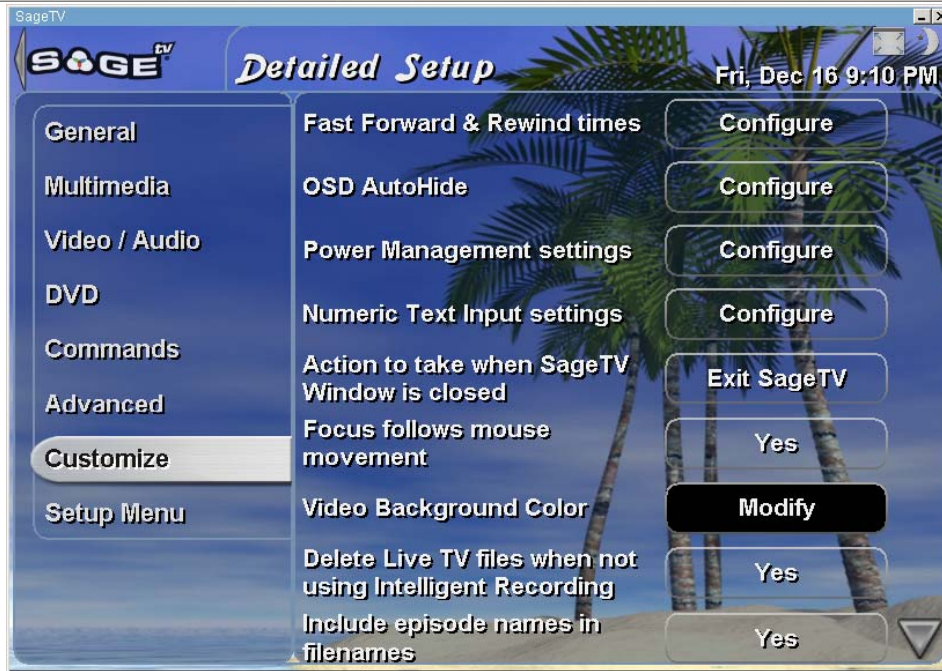 SageTV
SAGE tv
Detailed Setup
Fri, Dec 16 9:10 PM
General
Multimedia
Video / Audio
DVD
Commands
Advanced
Customize
Setup Menu
Fast Forward & Rewind times
Configure
OSD AutoHide
Configure
Power Management settings
Configure
Numeric Text Input settings
Configure
Action to take when SageTV
Window is closed
Exit SageTV
Focus follows mouse
movement
Yes
Video Background Color
Modify
Delete Live TV files when not
using Intelligent Recording
Yes
Include episode names in
filenames
Yes